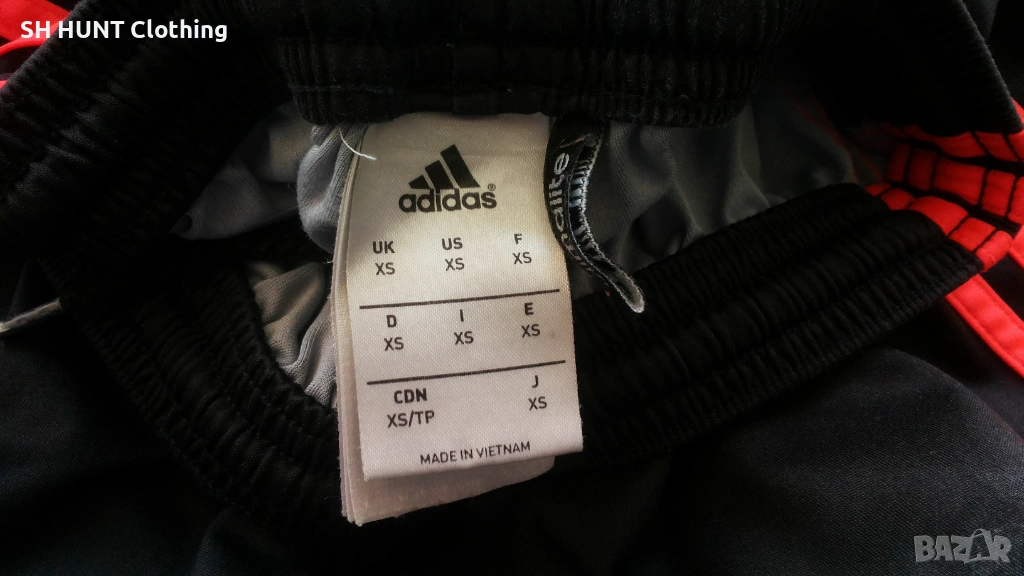 SH HUNT Clothing
adidas®
UK US F
XS XS XS
D I E
XS XS XS
CDN J
XS/TP XS
MADE IN VIETNAM
BAZAR